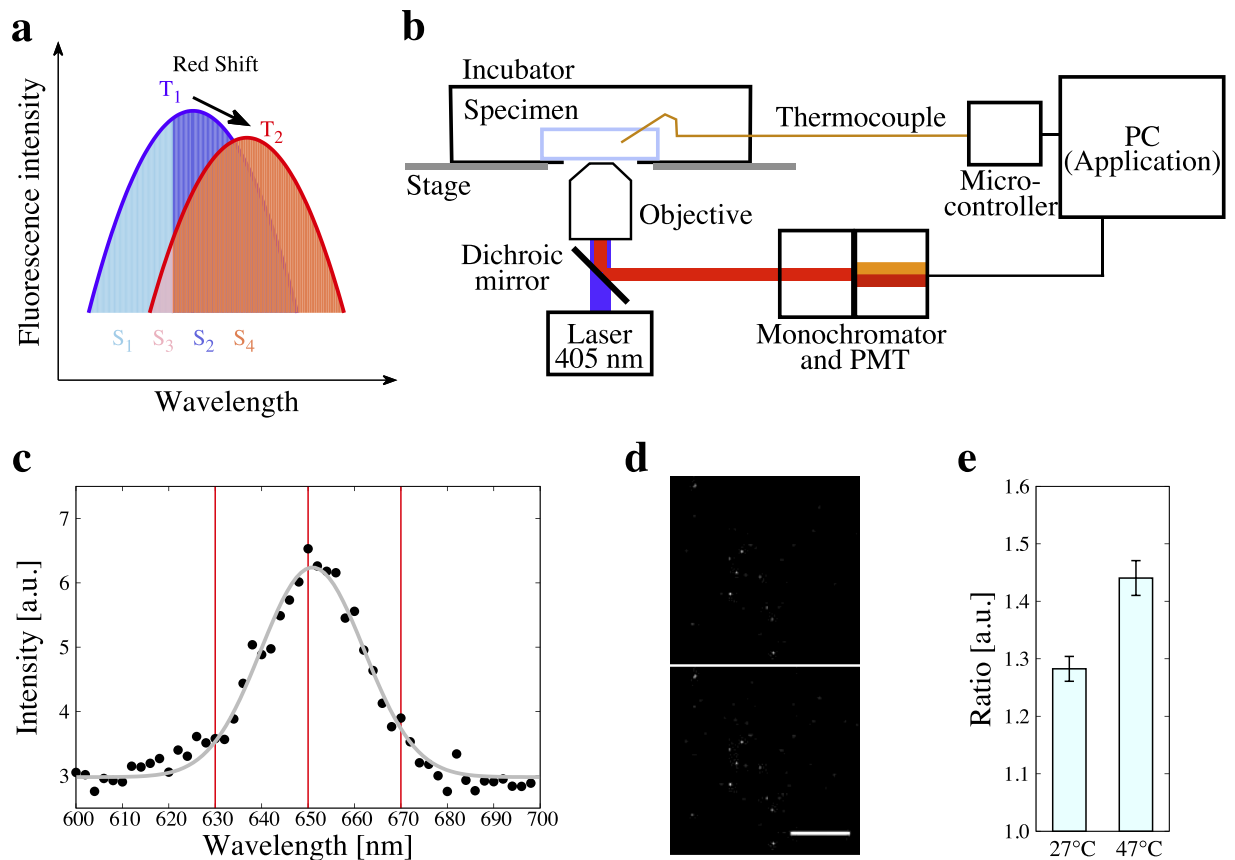 a
Fluorescence intensity
Red Shift
T1
T2
S1 S3 S2 S4
Wavelength
b
Incubator
Specimen
Thermocouple
Stage
Objective
Micro-
controller
PC
(Application)
Dichroic
mirror
Laser
405 nm
Monochromator
and PMT
c
Intensity [a.u.]
7
6
5
4
3
600 610 620 630 640 650 660 670 680 690 700
Wavelength [nm]
d
e
Ratio [a.u.]
1.6
1.5
1.4
1.3
1.2
1.1
1.0
27°C 47°C